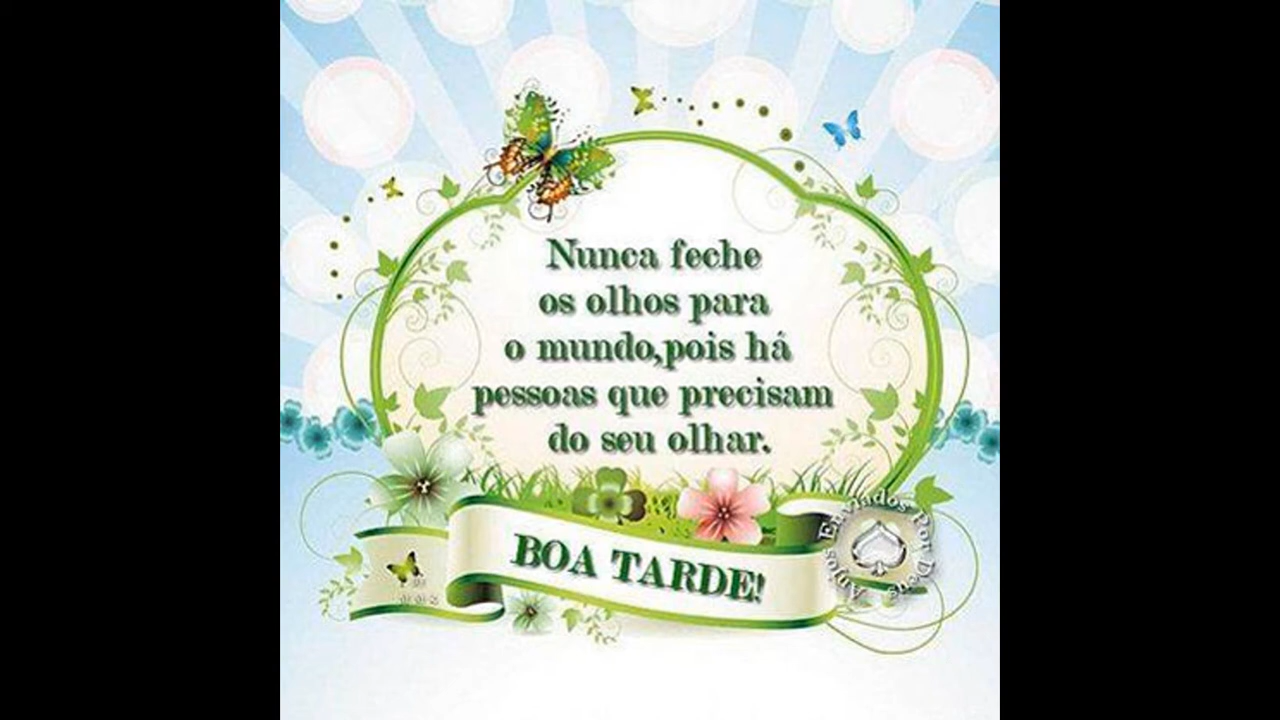 Nunca feche
os olhos para
o mundo,pois há
pessoas que precisam
do seu olhar.
BOA TARDE!
Anjos Enviados Por Deus